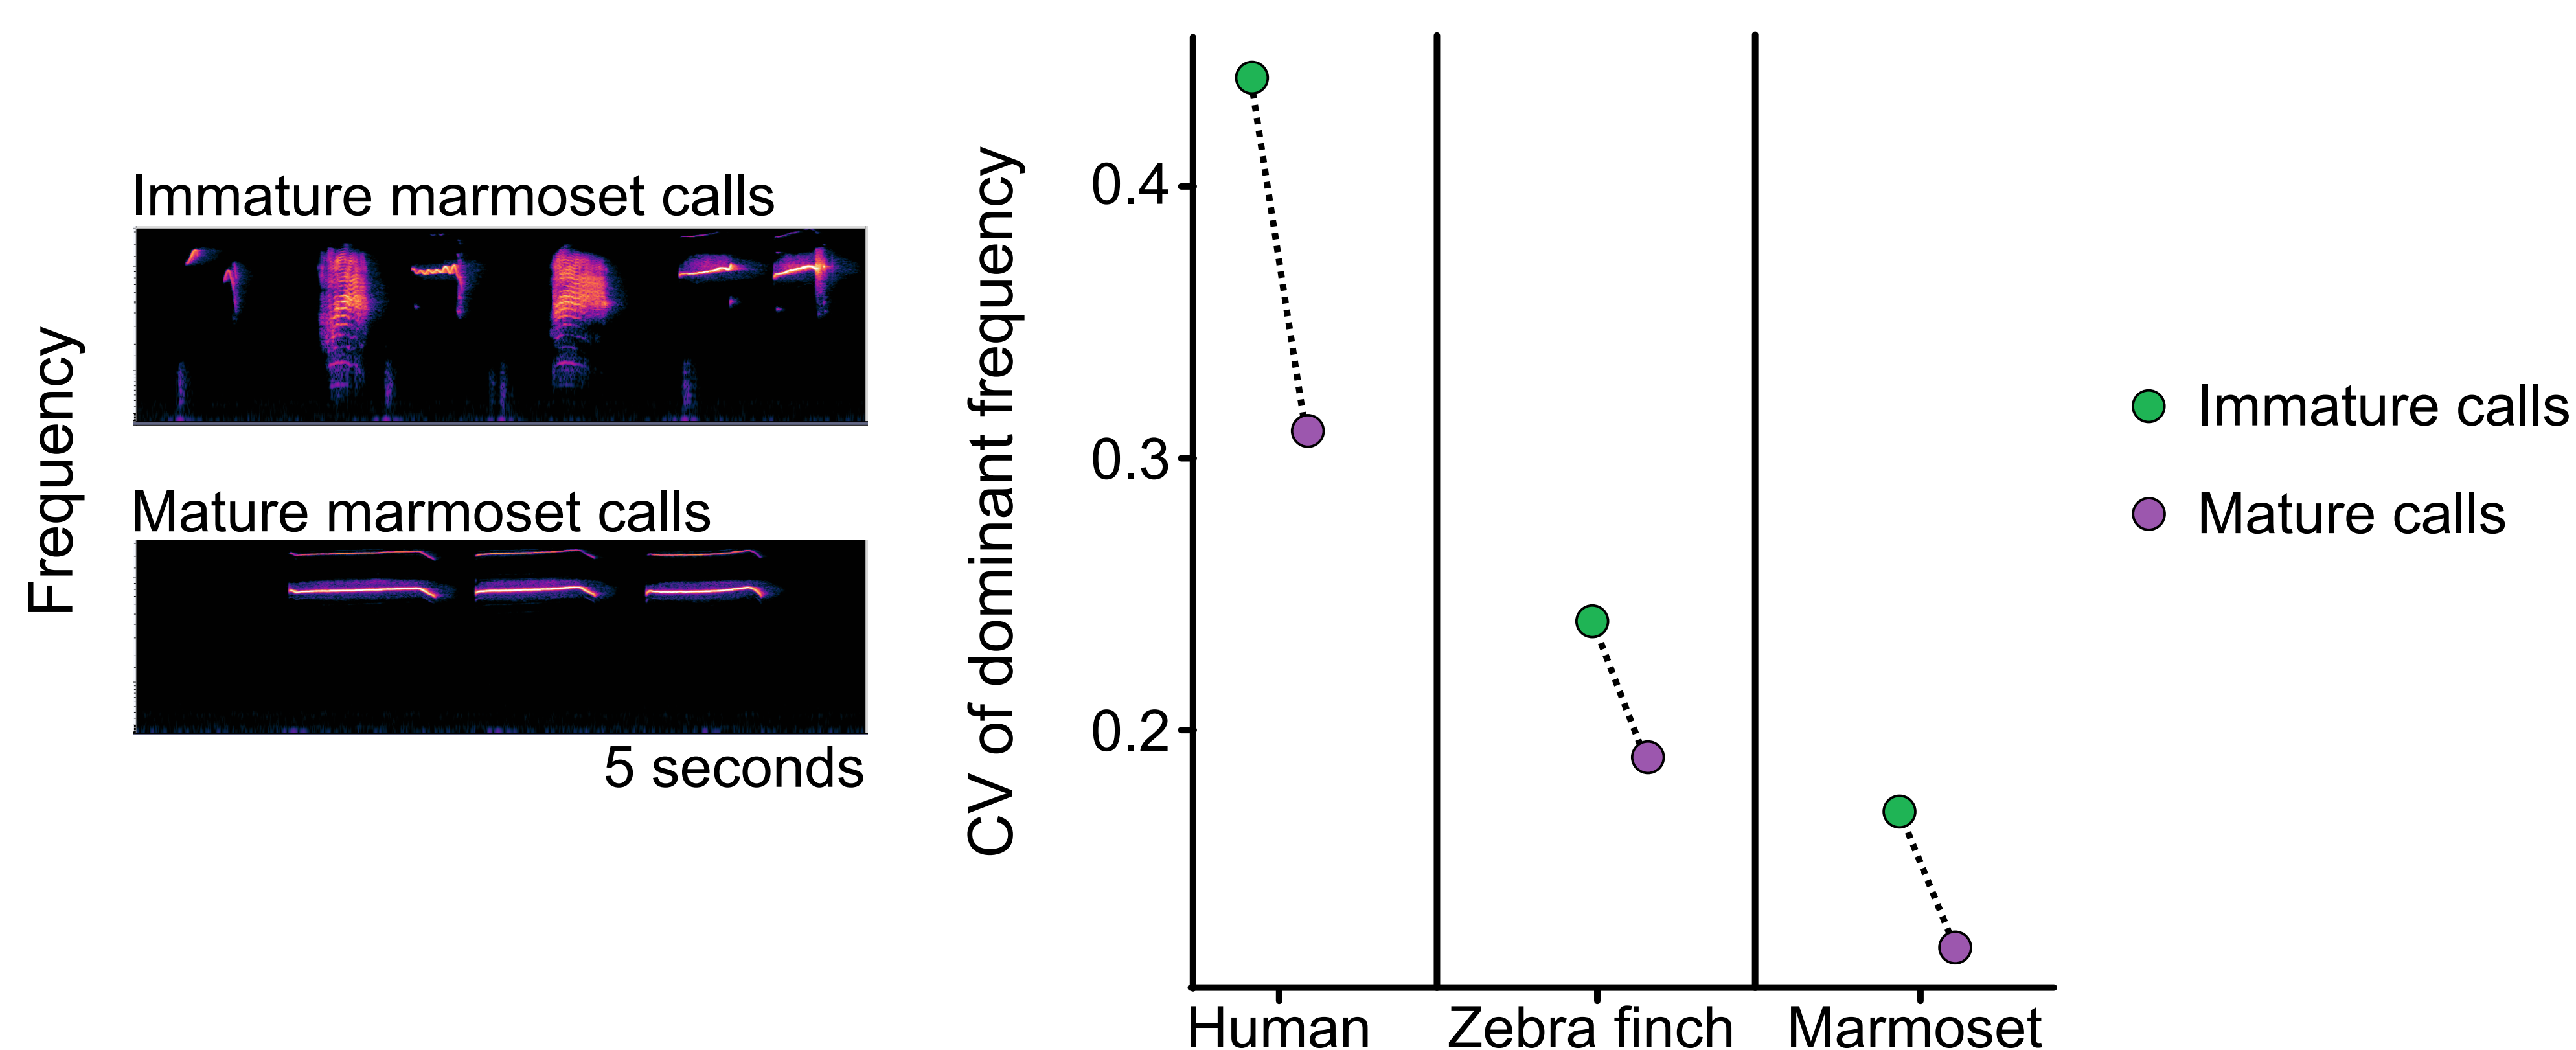 Immature marmoset calls
Frequency
Mature marmoset calls
5 seconds
CV of dominant frequency
0.4
0.3
0.2
Human
Zebra finch
Marmoset
Immature calls
Mature calls